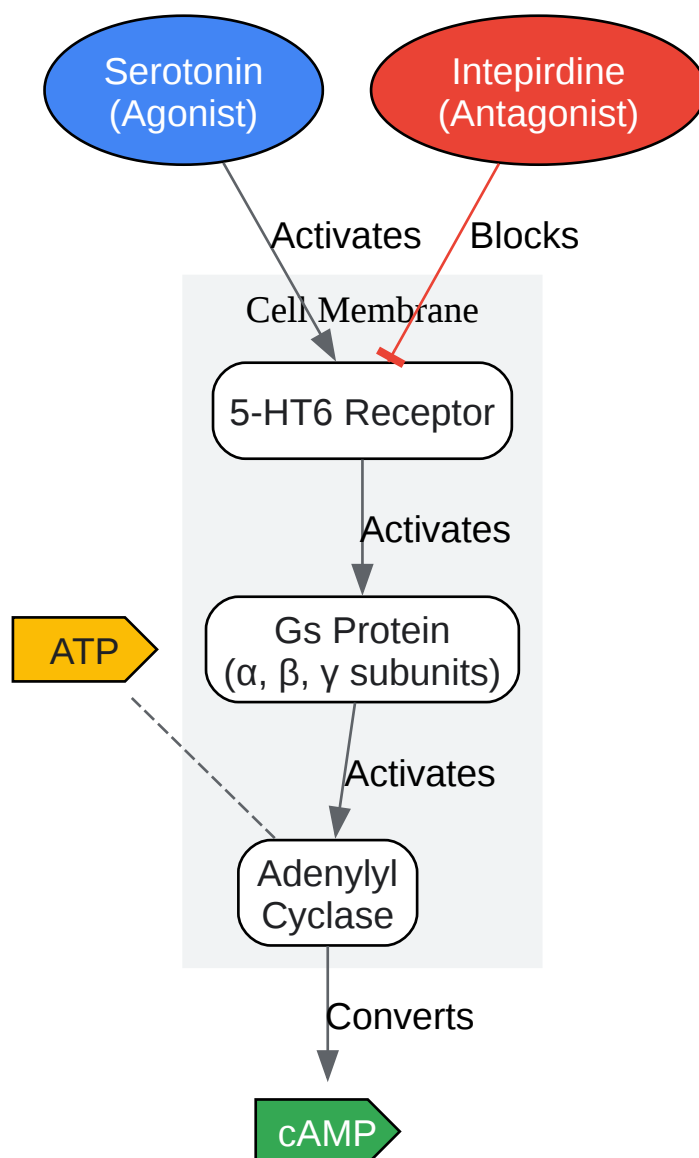 Serotonin
(Agonist)
Intepirdine
(Antagonist)
Activates
Blocks
Cell Membrane
5-HT6 Receptor
Activates
Gs Protein
(α, β, γ subunits)
ATP
Activates
Adenylyl
Cyclase
Converts
cAMP